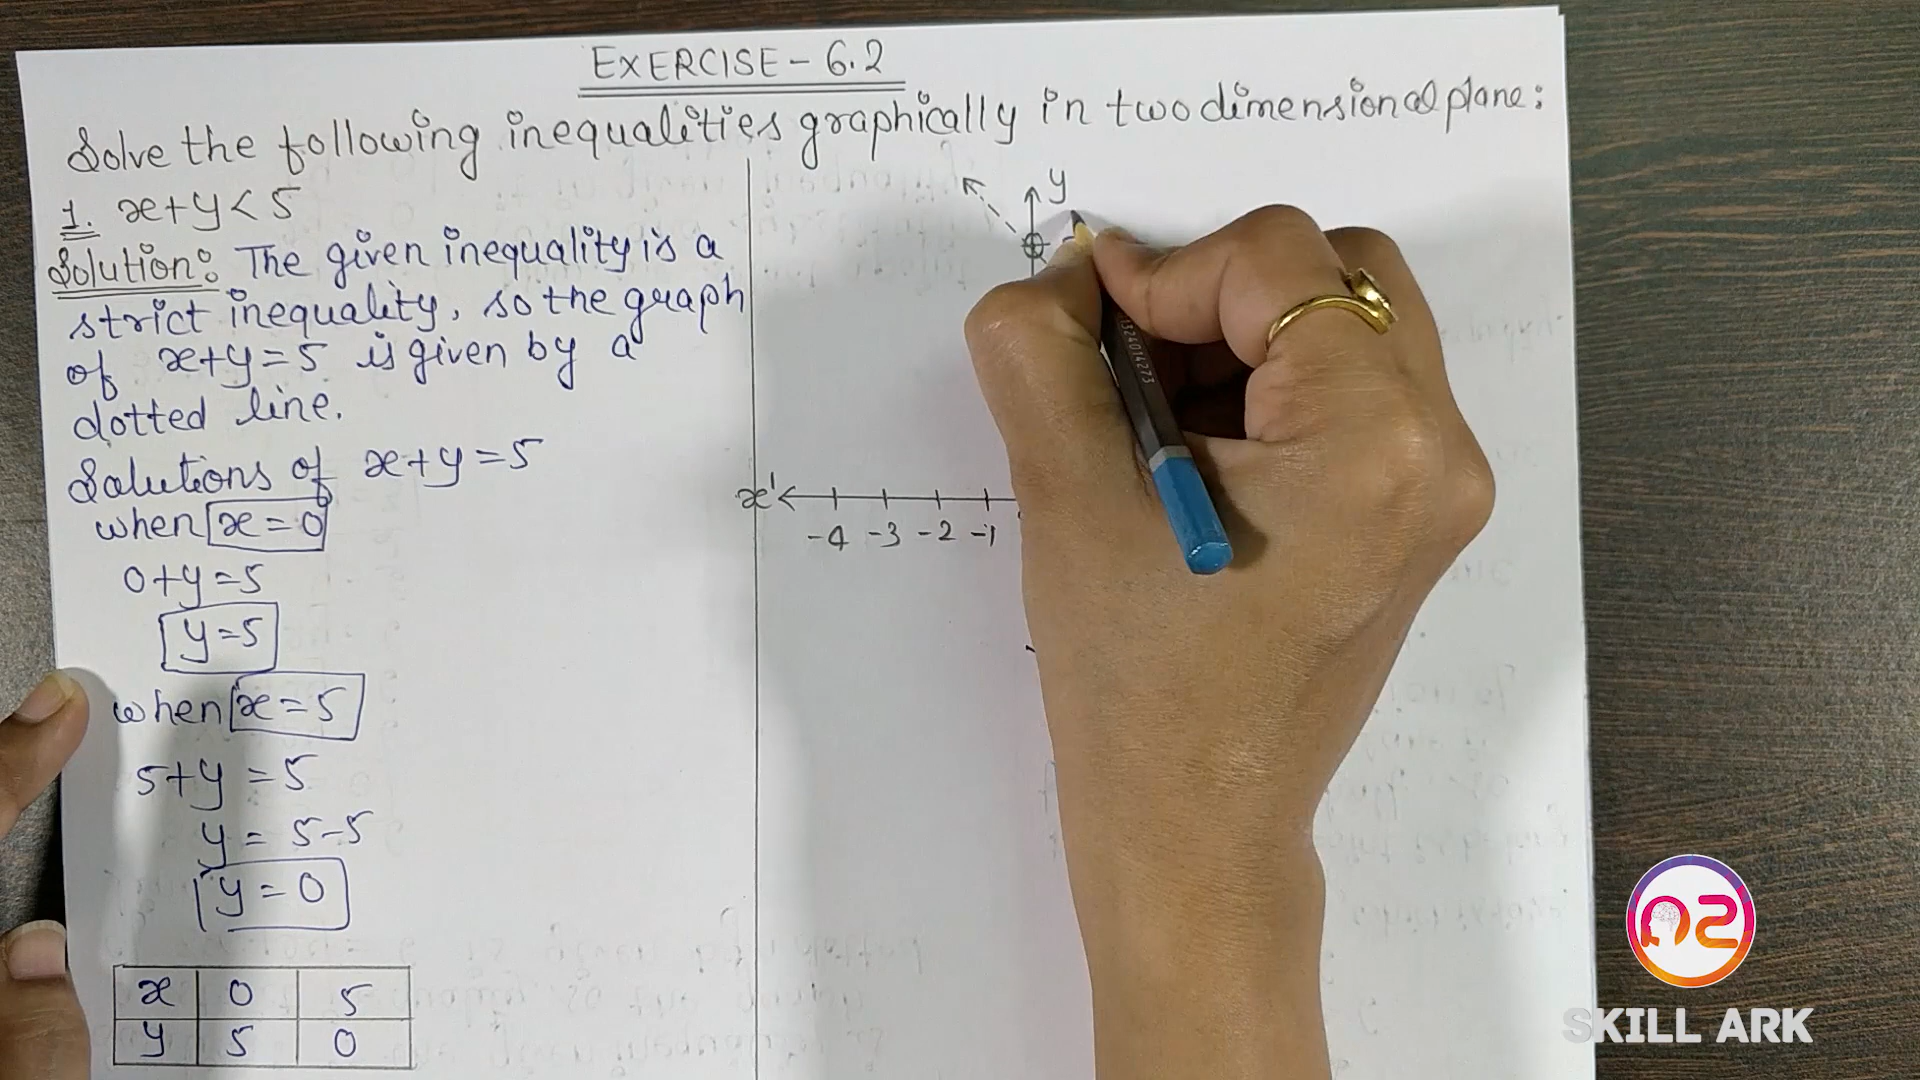 EXERCISE - 6.2
Solve the following inequalities graphically in two dimensional plane:
1. x+y<5
Solution: The given inequality is a
strict inequality, so the graph
of x+y=5 is given by a
dotted line.
Solutions of x+y=5
when x=0
0+y=5
y=5
when x=5
5+y=5
y=5-5
y=0
x 0 5
y 5 0
y
x'
-4 -3 -2 -1
1324014273
SKILL ARK